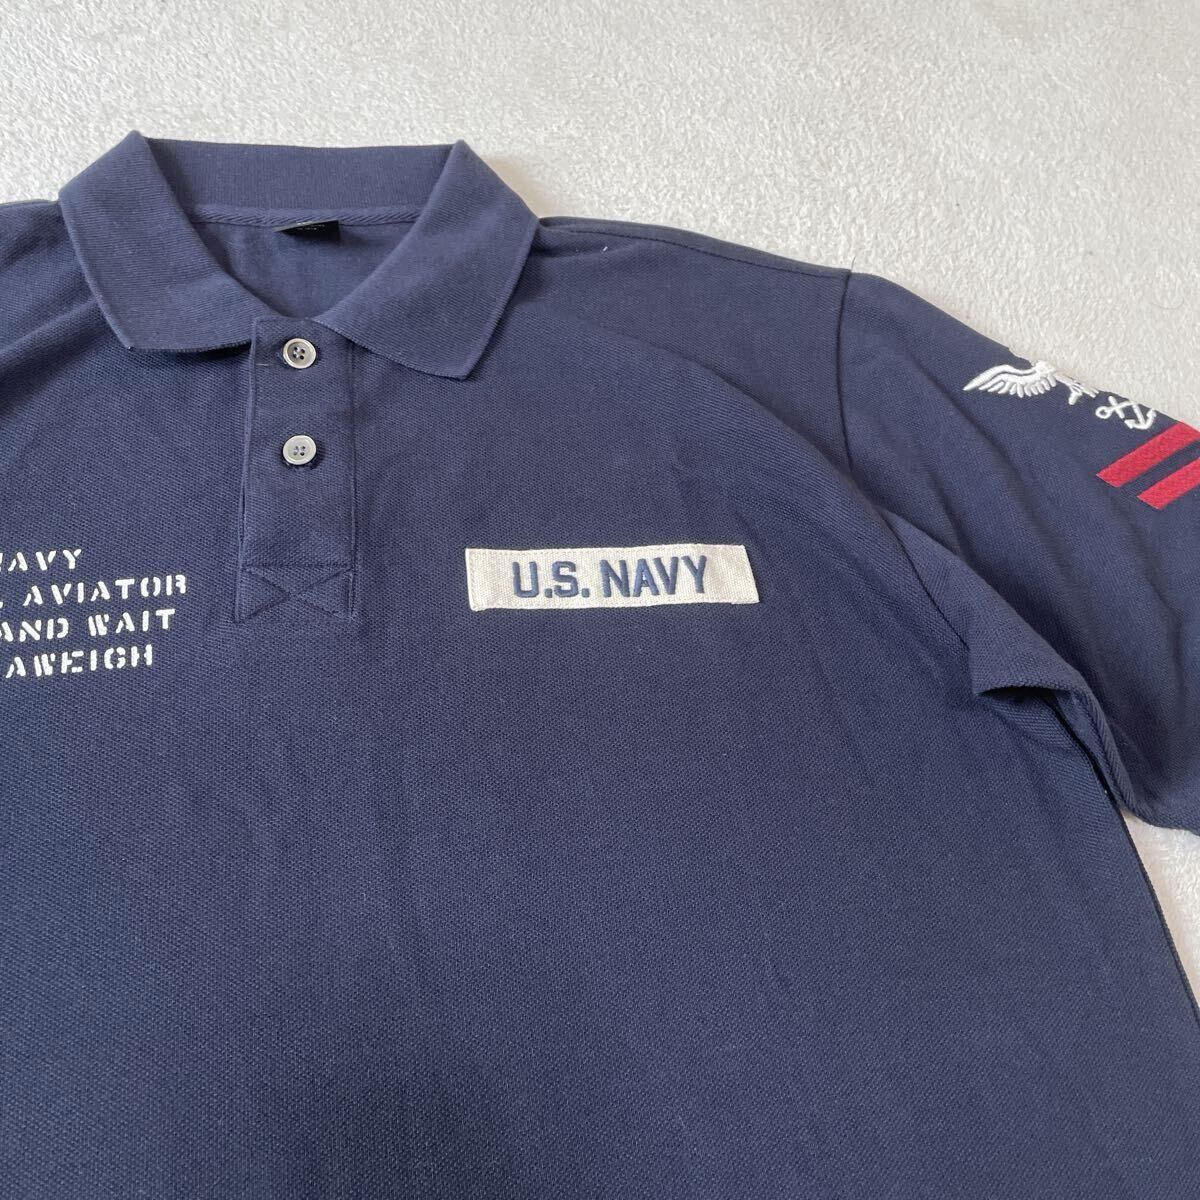 AVY
AVIATOR
AND WAIT
AWEIGH
U.S. NAVY